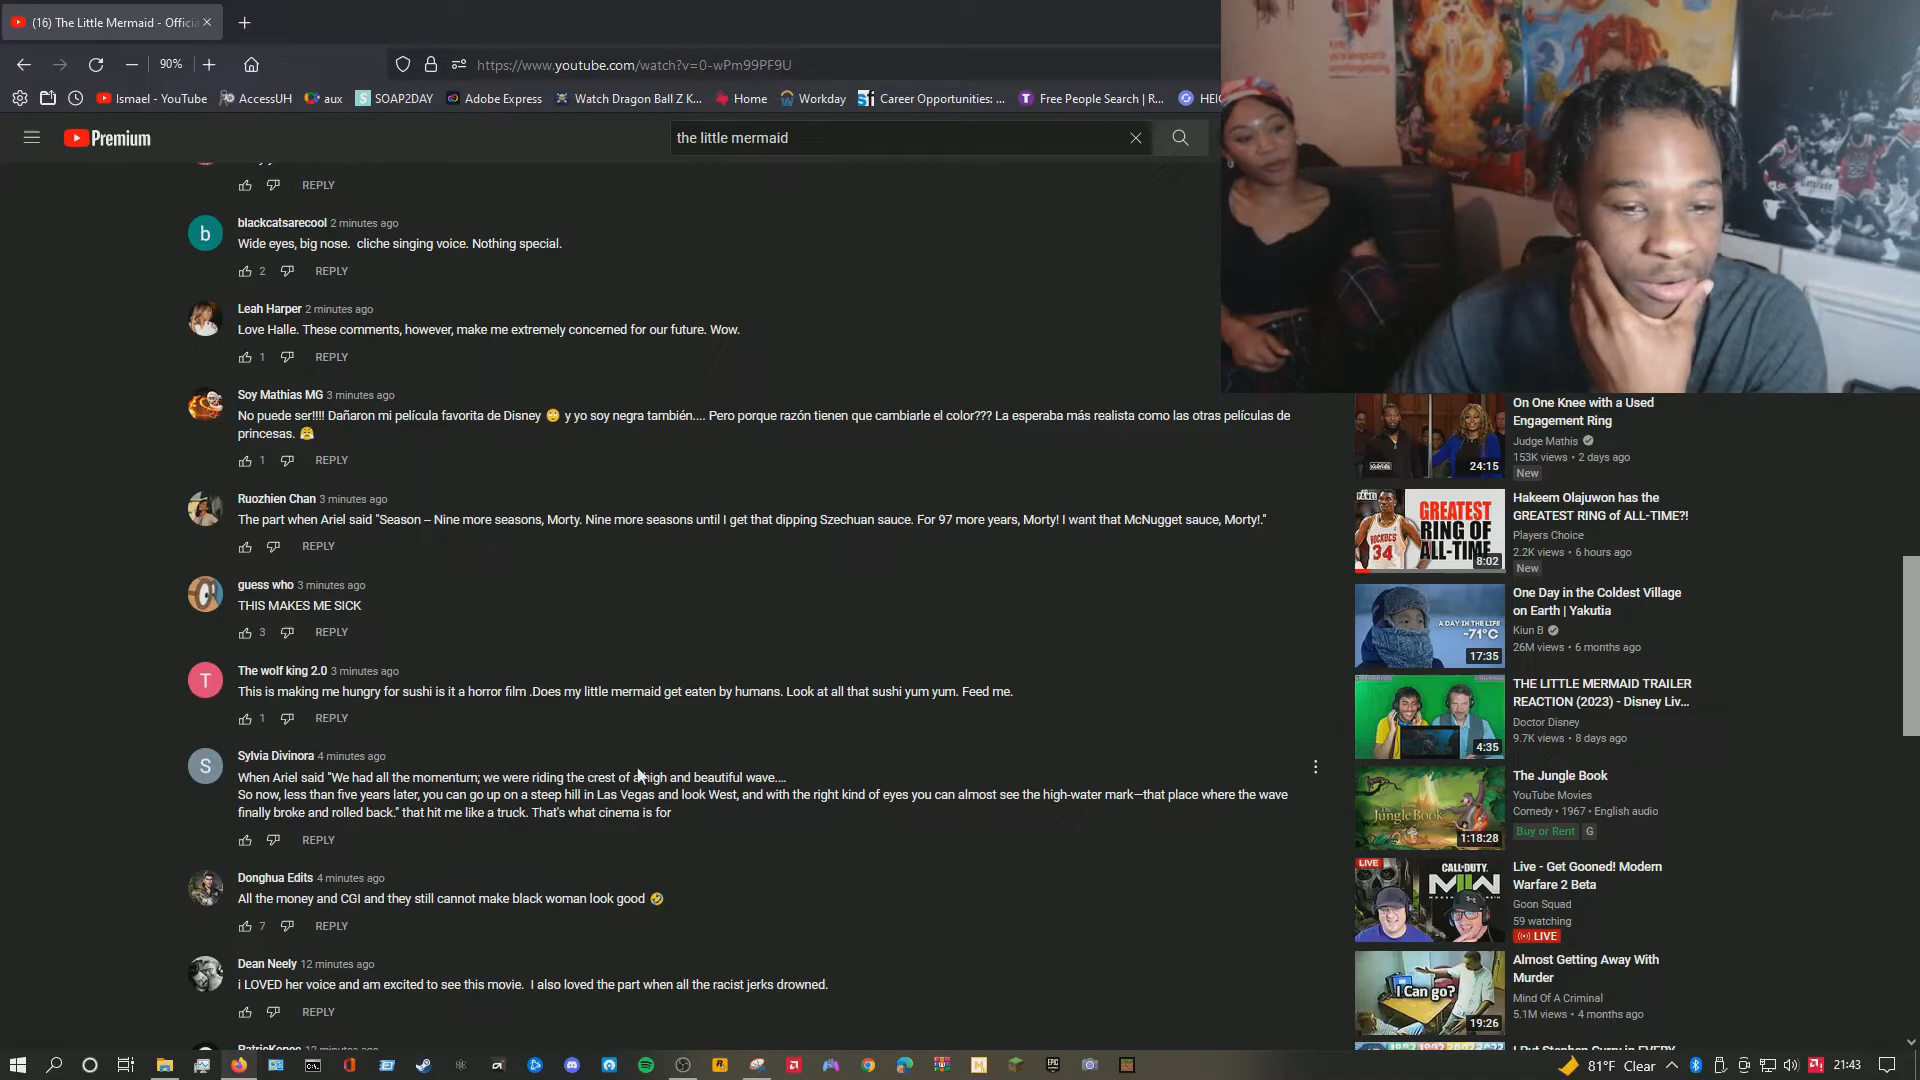 (16) The Little Mermaid - Offici
90%
https://www.youtube.com/watch?v=0-wPm99PF9U
Ismael - YouTube
AccessUH
aux
SOAP2DAY
Adobe Express
Watch Dragon Ball Z K...
Home
Workday
Career Opportunities: ...
Free People Search | R...
HEIC
Premium
the little mermaid
REPLY
blackcatsarecool 2 minutes ago
Wide eyes, big nose. cliche singing voice. Nothing special.
2 REPLY
Leah Harper 2 minutes ago
Love Halle. These comments, however, make me extremely concerned for our future. Wow.
1 REPLY
Soy Mathias MG 3 minutes ago
No puede ser!!!! Dañaron mi película favorita de Disney 🙄 y yo soy negra también.... Pero porque razón tienen que cambiarle el color??? La esperaba más realista como las otras películas de
princesas. 😤
1 REPLY
Ruozhien Chan 3 minutes ago
The part when Ariel said "Season – Nine more seasons, Morty. Nine more seasons until I get that dipping Szechuan sauce. For 97 more years, Morty! I want that McNugget sauce, Morty!."
REPLY
guess who 3 minutes ago
THIS MAKES ME SICK
3 REPLY
The wolf king 2.0 3 minutes ago
This is making me hungry for sushi is it a horror film .Does my little mermaid get eaten by humans. Look at all that sushi yum yum. Feed me.
1 REPLY
Sylvia Divinora 4 minutes ago
When Ariel said "We had all the momentum; we were riding the crest of a high and beautiful wave....
So now, less than five years later, you can go up on a steep hill in Las Vegas and look West, and with the right kind of eyes you can almost see the high-water mark—that place where the wave
finally broke and rolled back." that hit me like a truck. That's what cinema is for
REPLY
Donghua Edits 4 minutes ago
All the money and CGI and they still cannot make black woman look good 🤣
7 REPLY
Dean Neely 12 minutes ago
i LOVED her voice and am excited to see this movie. I also loved the part when all the racist jerks drowned.
REPLY
On One Knee with a Used
Engagement Ring
Judge Mathis
153K views • 2 days ago
New
24:15
Hakeem Olajuwon has the
GREATEST RING of ALL-TIME?!
Players Choice
2.2K views • 6 hours ago
New
GREATEST
RING OF
ALL-TIME
ROCKETS
34
8:02
One Day in the Coldest Village
on Earth | Yakutia
Kiun B
26M views • 6 months ago
A DAY IN THE LIFE
-71°C
17:35
THE LITTLE MERMAID TRAILER
REACTION (2023) - Disney Liv...
Doctor Disney
9.7K views • 8 days ago
4:35
The Jungle Book
YouTube Movies
Comedy • 1967 • English audio
Buy or Rent G
Jungle Book
1:18:28
Live - Get Gooned! Modern
Warfare 2 Beta
Goon Squad
59 watching
LIVE
LIVE
CALL OF DUTY
MW
Almost Getting Away With
Murder
Mind Of A Criminal
5.1M views • 4 months ago
I Can go?
19:26
81°F Clear
21:43